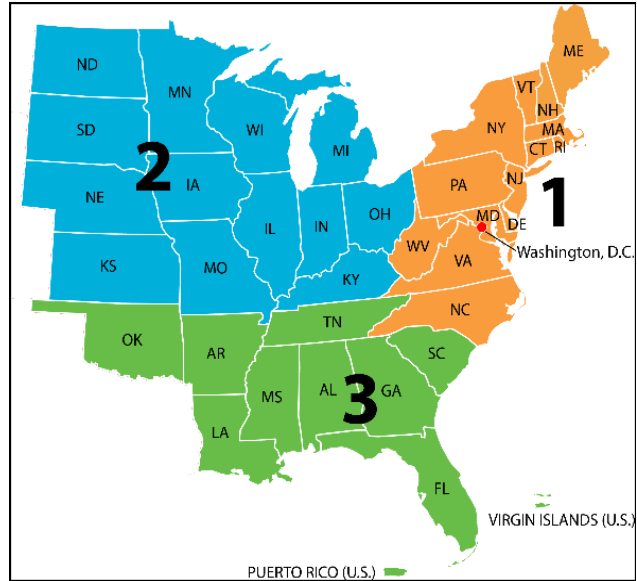 ME
ND
MN
VT
NH
SD
WI
NY
MA
CT
RI
MI
2
IA
PA
NJ
1
NE
OH
MD
DE
IL
IN
WV
Washington, D.C.
VA
KS
MO
KY
NC
TN
OK
AR
SC
MS
AL
3
GA
LA
FL
VIRGIN ISLANDS (U.S.)
PUERTO RICO (U.S.)